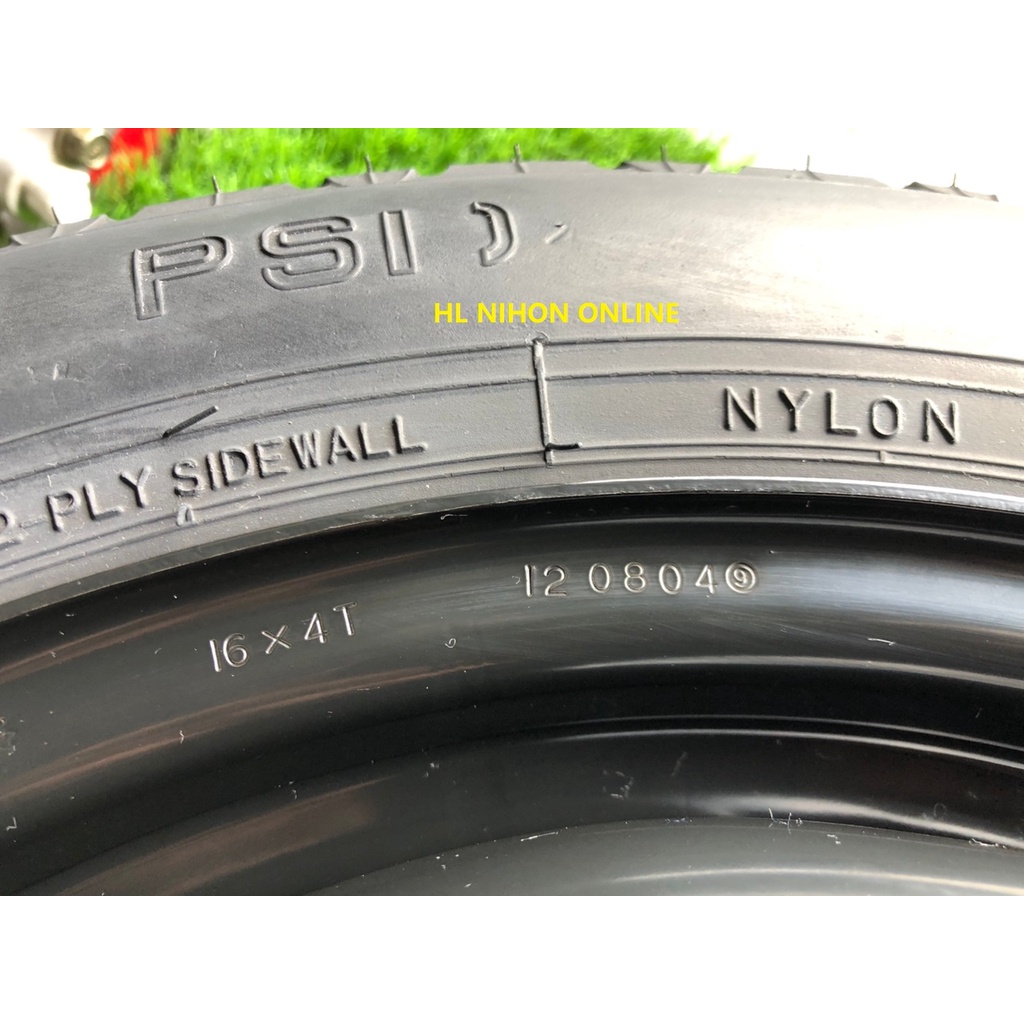 PSI)
HL NIHON ONLINE
2-PLY SIDEWALL
NYLON
16×4T
12 0804⑨